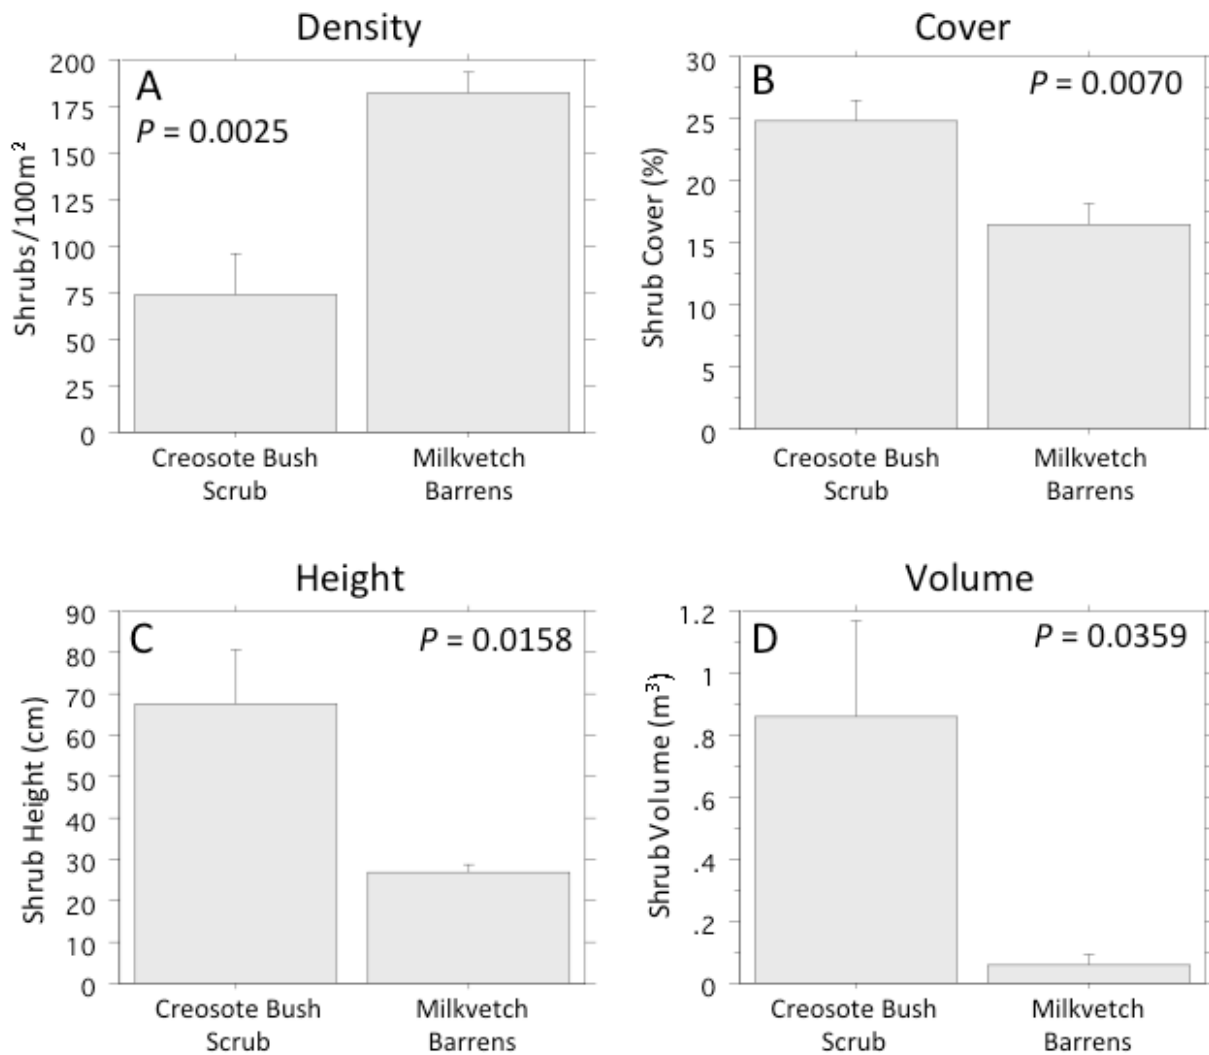 Density
A
P = 0.0025
Shrubs/100m²
200
175
150
125
100
75
50
25
0
Creosote Bush
Scrub
Milkvetch
Barrens
Cover
B
P = 0.0070
Shrub Cover (%)
30
25
20
15
10
5
0
Creosote Bush
Scrub
Milkvetch
Barrens
Height
C
P = 0.0158
Shrub Height (cm)
90
80
70
60
50
40
30
20
10
0
Creosote Bush
Scrub
Milkvetch
Barrens
Volume
D
P = 0.0359
Shrub Volume (m³)
1.2
1
.8
.6
.4
.2
0
Creosote Bush
Scrub
Milkvetch
Barrens